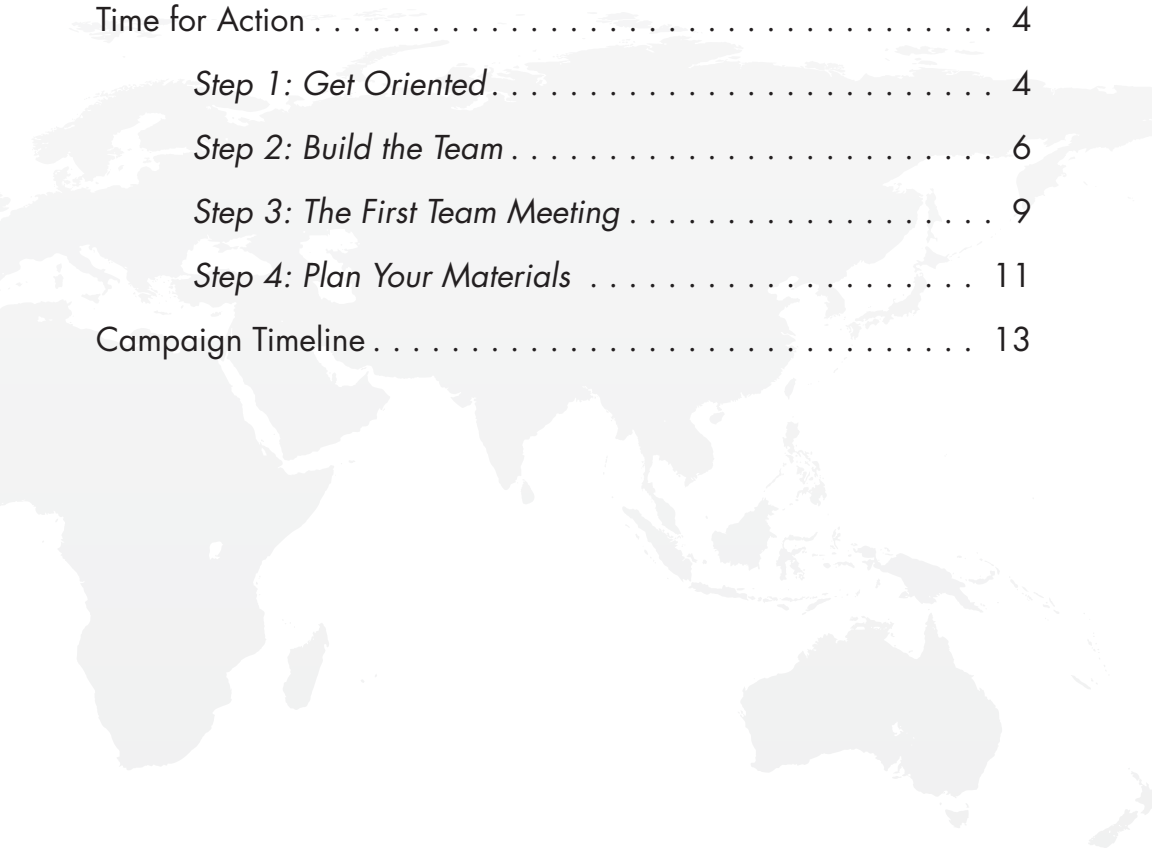 Time for Action . . . . . . . . . . . . . . . . . . . . . . . . . . . . . . . . . . . 4
Step 1: Get Oriented . . . . . . . . . . . . . . . . . . . . . . . . . . 4
Step 2: Build the Team . . . . . . . . . . . . . . . . . . . . . . . . . 6
Step 3: The First Team Meeting . . . . . . . . . . . . . . . . . . . 9
Step 4: Plan Your Materials . . . . . . . . . . . . . . . . . . . . 11
Campaign Timeline . . . . . . . . . . . . . . . . . . . . . . . . . . . . . . . 13